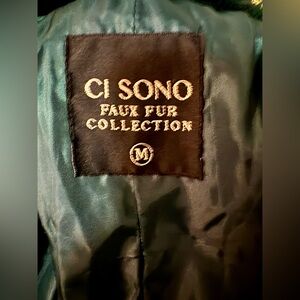 CI SONO
FAUX FUR
COLLECTION
M